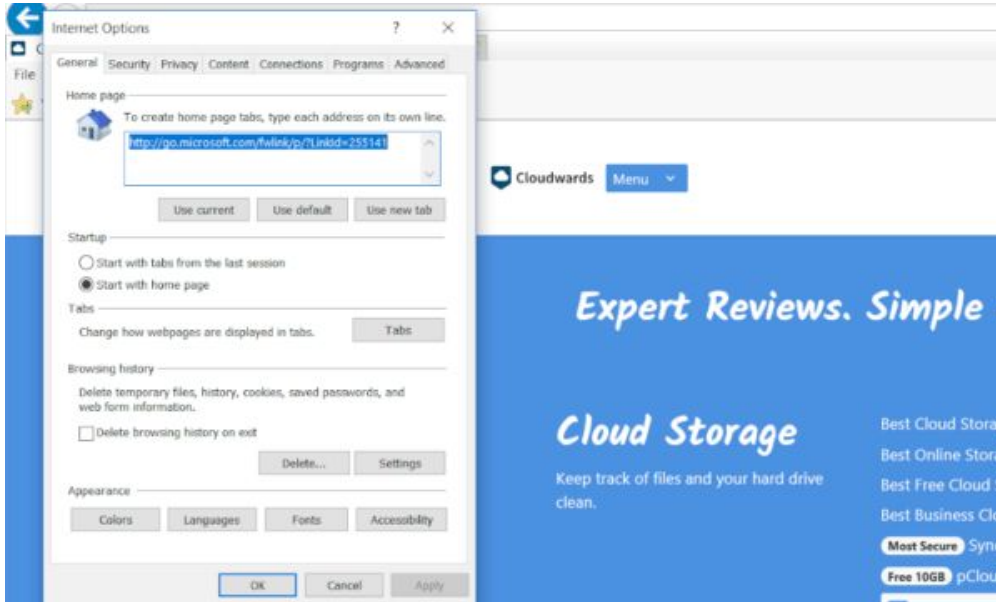 Internet Options
?
General Security Privacy Content Connections Programs Advanced
File
Home page
To create home page tabs, type each address on its own line.
http://go.microsoft.com/fwlink/p/?LinkId=255141
Use current Use default Use new tab
Startup
Start with tabs from the last session
Start with home page
Tabs
Change how webpages are displayed in tabs.
Tabs
Browsing history
Delete temporary files, history, cookies, saved passwords, and
web form information.
Delete browsing history on exit
Delete... Settings
Appearance
Colors Languages Fonts Accessibility
OK Cancel Apply
Cloudwards Menu
Expert Reviews. Simple
Cloud Storage
Keep track of files and your hard drive
clean.
Best Cloud Stora
Best Online Stora
Best Free Cloud
Best Business Clo
Most Secure Sync
Free 10GB pClou